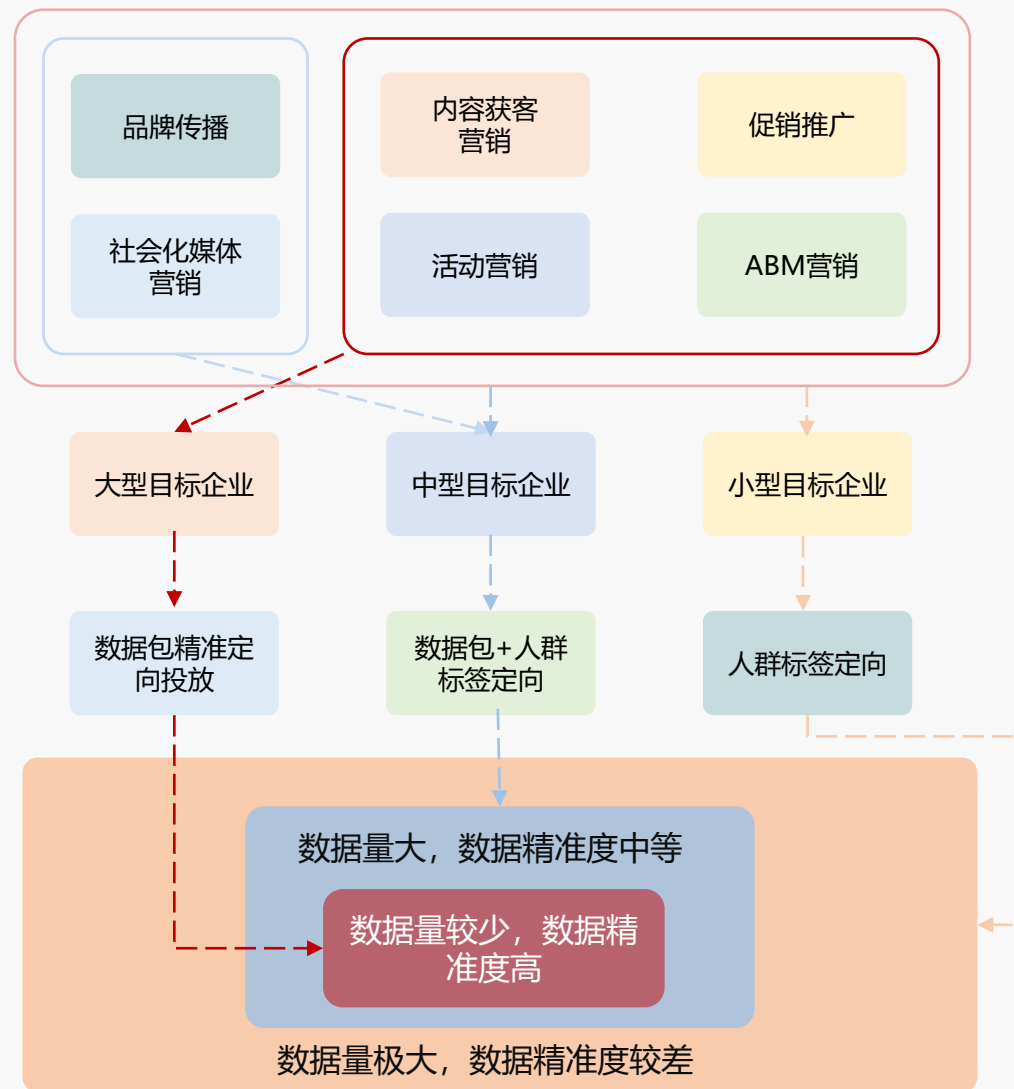 品牌传播
内容获客
营销
促销推广
社会化媒体
营销
活动营销
ABM营销
大型目标企业
中型目标企业
小型目标企业
数据包精准定
向投放
数据包+人群
标签定向
人群标签定向
数据量大，数据精准度中等
数据量较少，数据精
准度高
数据量极大，数据精准度较差